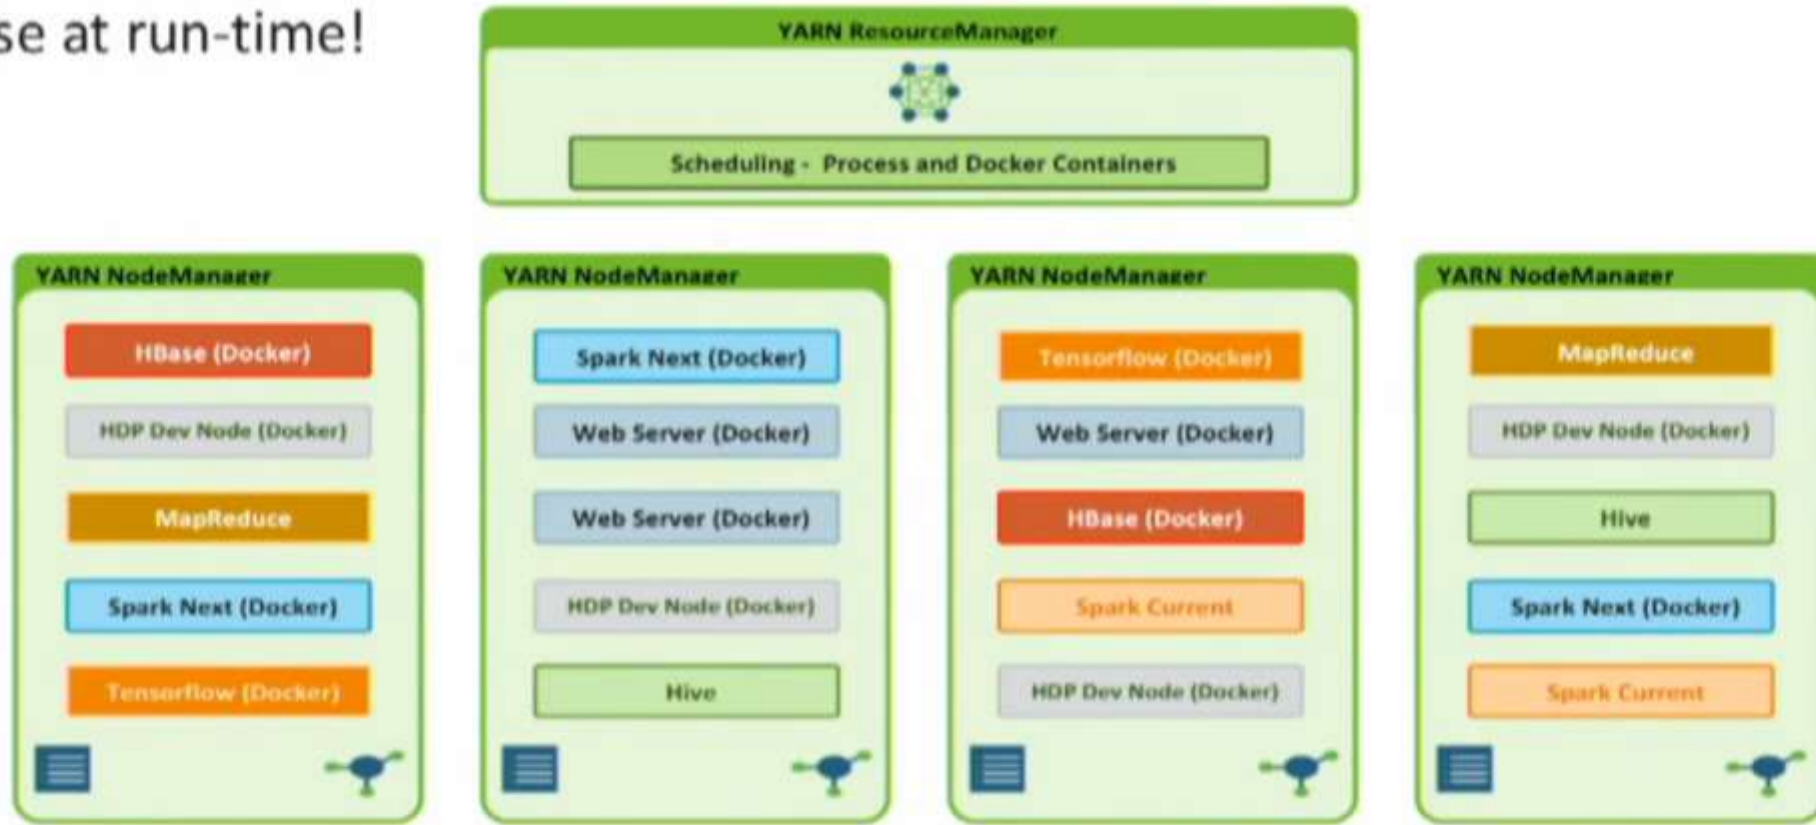 se at run-time!
YARN ResourceManager
Scheduling - Process and Docker Containers
YARN NodeManager
HBase (Docker)
HDP Dev Node (Docker)
MapReduce
Spark Next (Docker)
Tensorflow (Docker)
YARN NodeManager
Spark Next (Docker)
Web Server (Docker)
Web Server (Docker)
HDP Dev Node (Docker)
Hive
YARN NodeManager
Tensorflow (Docker)
Web Server (Docker)
HBase (Docker)
Spark Current
HDP Dev Node (Docker)
YARN NodeManager
MapReduce
HDP Dev Node (Docker)
Hive
Spark Next (Docker)
Spark Current